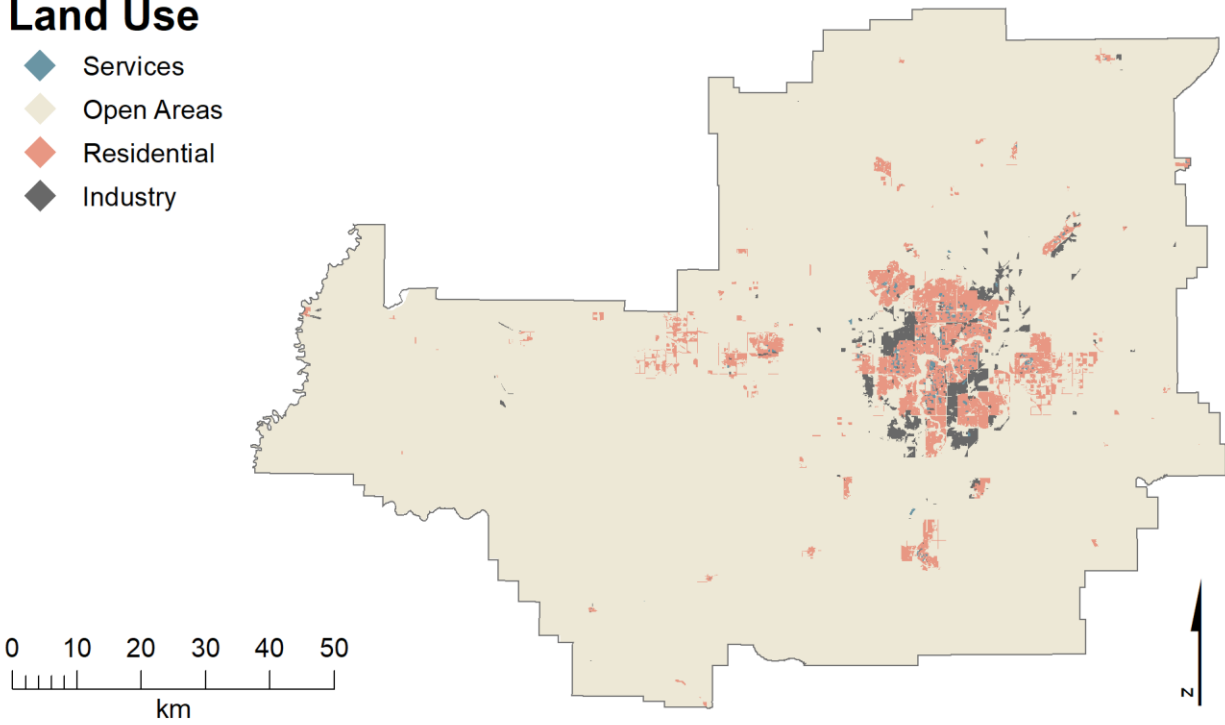 Land Use
Services
Open Areas
Residential
Industry
0 10 20 30 40 50
km
N